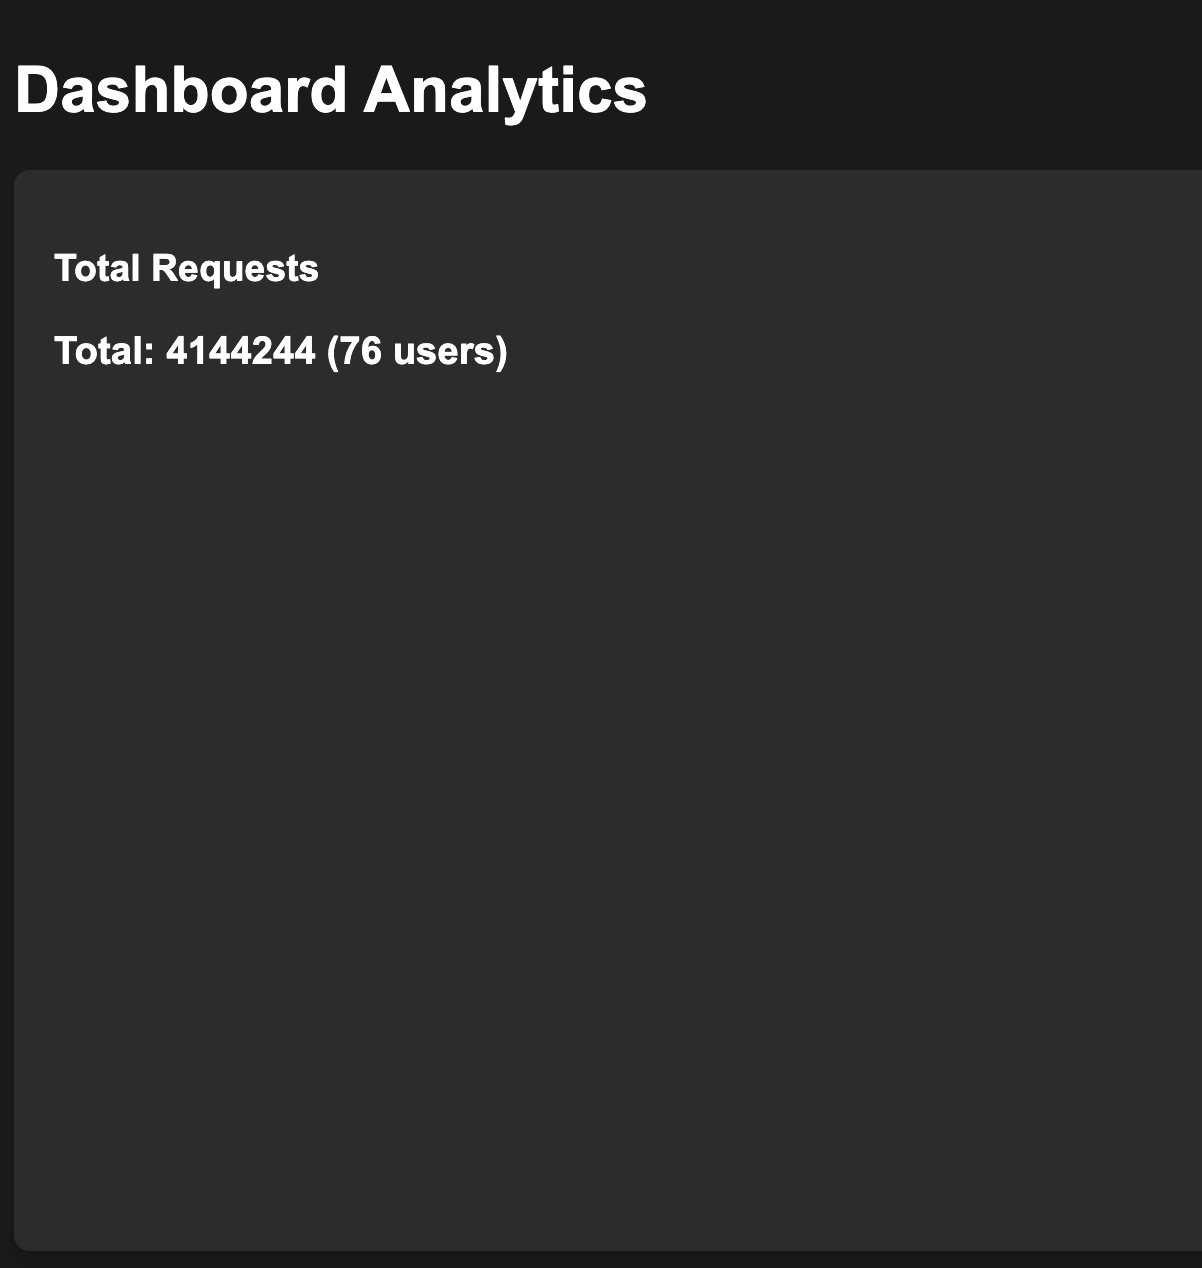 Dashboard Analytics
Total Requests
Total: 4144244 (76 users)